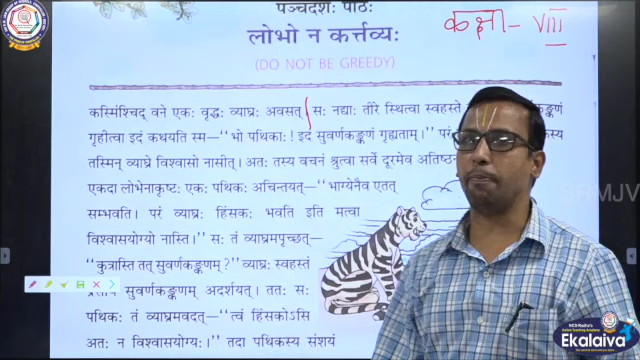 पञ्चदशः पाठः
लोभो न कर्त्तव्यः
(DO NOT BE GREEDY)
कक्षा - VIII
कस्मिंश्चिद् वने एकः वृद्धः व्याघ्रः अवसत् सः नद्याः तीरे स्थित्वा स्वहस्ते
गृहीत्वा इदं कथयति स्म—“भो पथिकाः! इदं सुवर्णकङ्कणं गृह्यताम्।” परं
तस्मिन् व्याघ्रे विश्वासो नासीत्। अतः तस्य वचनं श्रुत्वा सर्वे दूरमेव
एकदा लोभेनाकृष्टः एकः पथिकः अचिन्तयत्—“भाग्येनैव एतत्
सम्भवति। परं व्याघ्रः हिंसकः भवति इति मत्वा
विश्वासयोग्यो नास्ति।” सः तं व्याघ्रमपृच्छत्—
“कुत्रास्ति तत् सुवर्णकङ्कणम्?” व्याघ्रः स्वहस्तं
सुवर्णकङ्कणम् अदर्शयत्। ततः सः
पथिकः तं व्याघ्रमवदत्—“त्वं हिंसकोऽसि
अतः न विश्वासयोग्यः।” तदा पथिकस्य संशयं
SRMJV
Ekalaiva